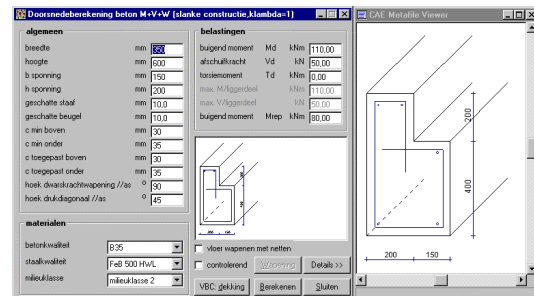 Doorsnedeberekening beton M+V+W (slanke constructie,klambda=1)
algemeen
breedte mm 350
hoogte mm 600
b sponning mm 150
h sponning mm 200
geschatte staaf mm 10,0
geschatte beugel mm 10,0
c min boven mm 30
c min onder mm 35
c toegepast boven mm 30
c toegepast onder mm 35
hoek dwarskrachtwapening //as ° 90
hoek drukdiagonaal //as ° 45
materialen
betonkwaliteit B35
staalkwaliteit FeB 500 HWL
milieuklasse milieuklasse 2
belastingen
buigend moment Md kNm 110,00
afschuifkracht Vd kN 50,00
torsiemoment Td kNm 0,00
max. M/liggerdeel kNm 110,00
max. V/liggerdeel kN 50,00
buigend moment Mrep kNm 80,00
vloer wapenen met netten
controlerend Wapening Details >>
VBC: dekking Berekenen Sluiten
CAE Metafile Viewer
200
400
200 150